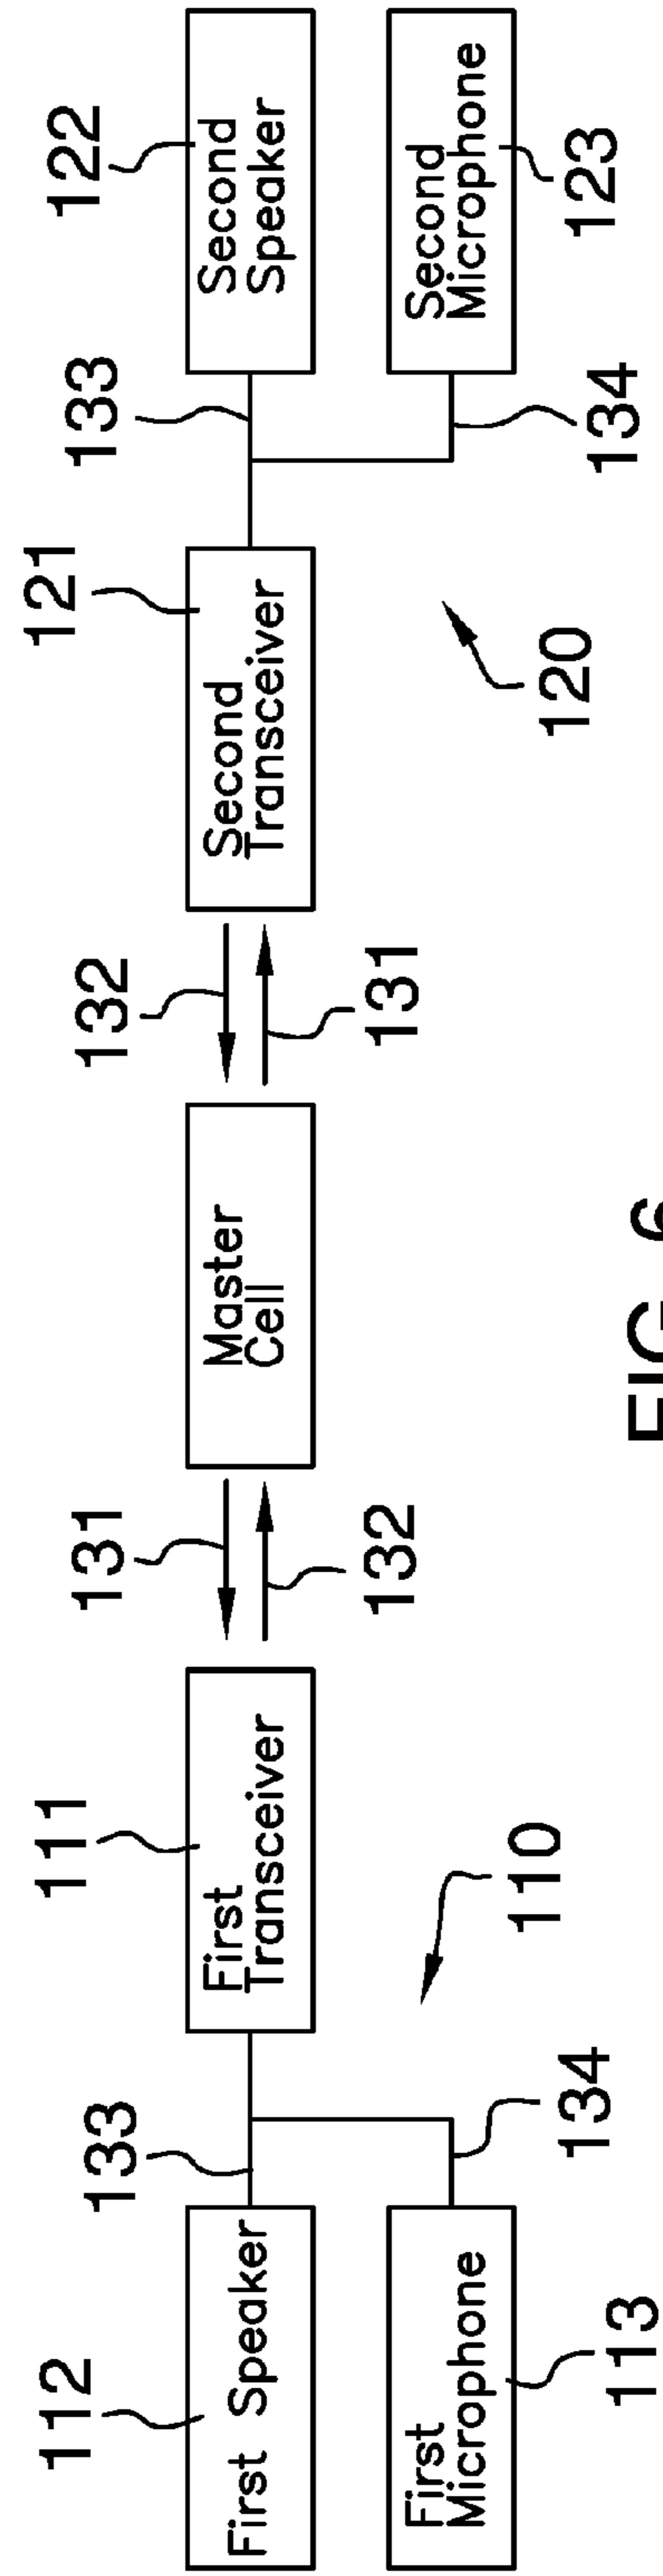 112
133
111
131
132
121
133
122
First Speaker
First
Transceiver
Master
Cell
Second
Transceiver
Second
Speaker
132
131
First
Microphone
Second
Microphone
113
134
110
120
134
123
FIG